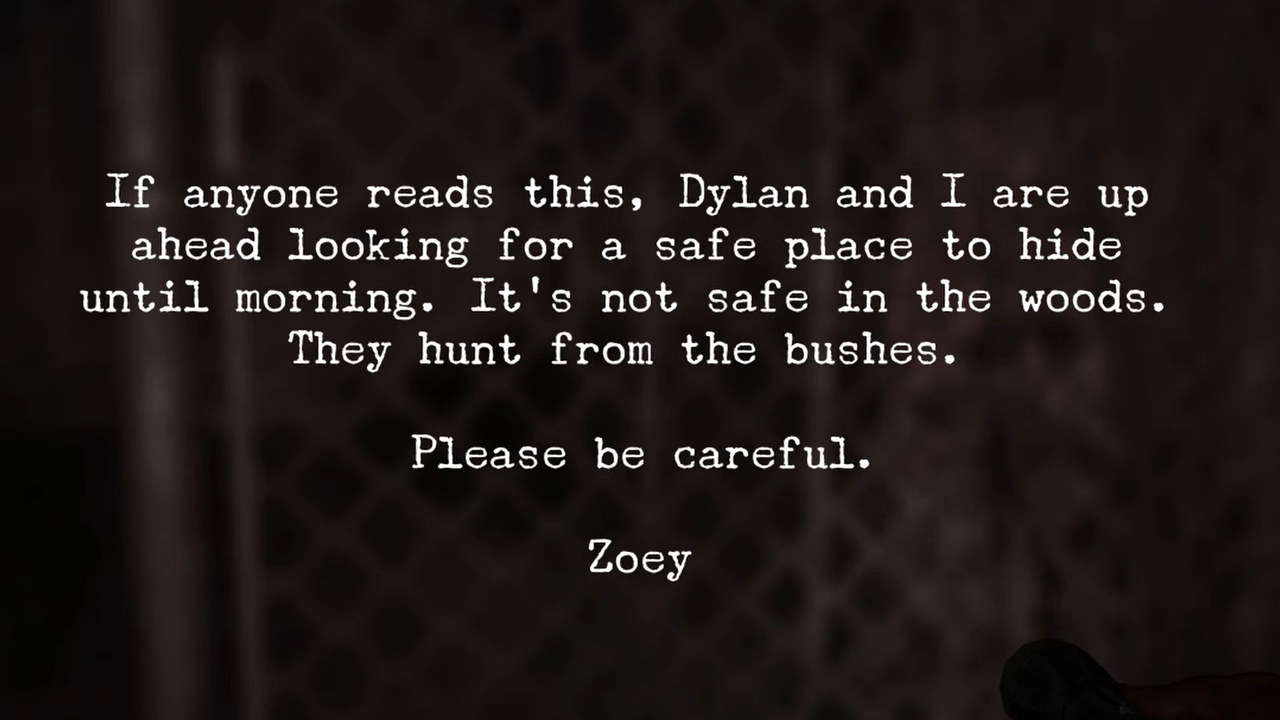 If anyone reads this, Dylan and I are up
ahead looking for a safe place to hide
until morning. It's not safe in the woods.
They hunt from the bushes.
Please be careful.
Zoey